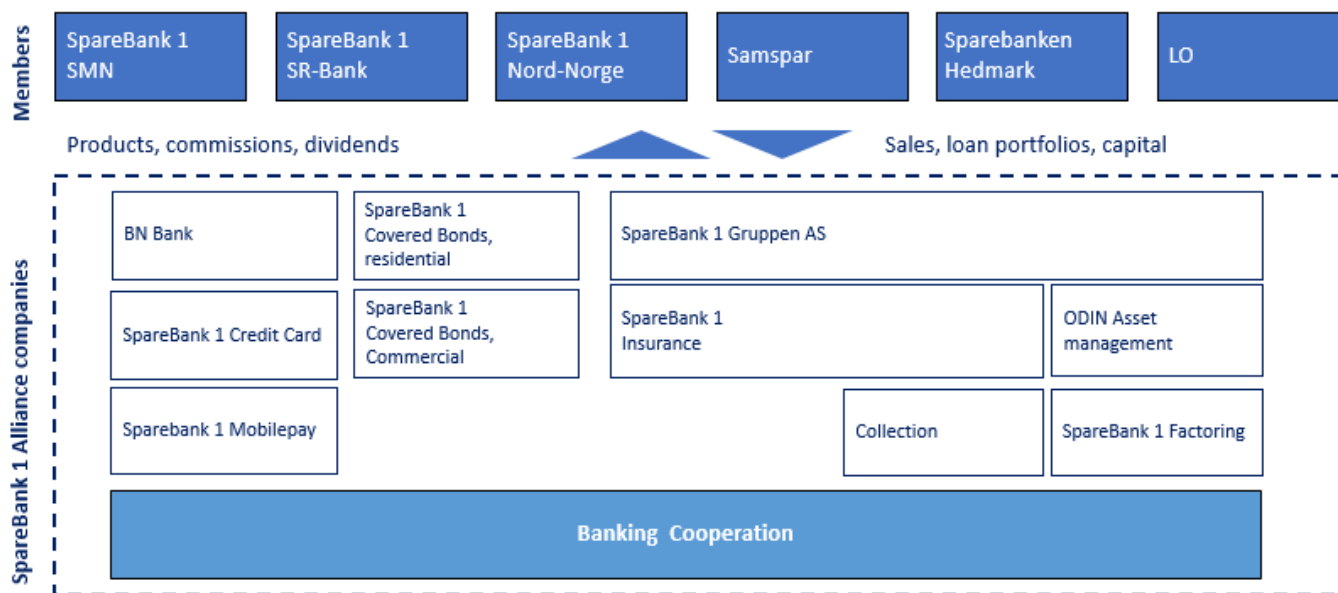 Members
SpareBank 1
SMN
SpareBank 1
SR-Bank
SpareBank 1
Nord-Norge
Samspar
Sparebanken
Hedmark
LO
Products, commissions, dividends
Sales, loan portfolios, capital
SpareBank 1 Alliance companies
BN Bank
SpareBank 1
Covered Bonds,
residential
SpareBank 1 Gruppen AS
SpareBank 1 Credit Card
SpareBank 1
Covered Bonds,
Commercial
SpareBank 1
Insurance
ODIN Asset
management
Sparebank 1 Mobilepay
Collection
SpareBank 1 Factoring
Banking Cooperation